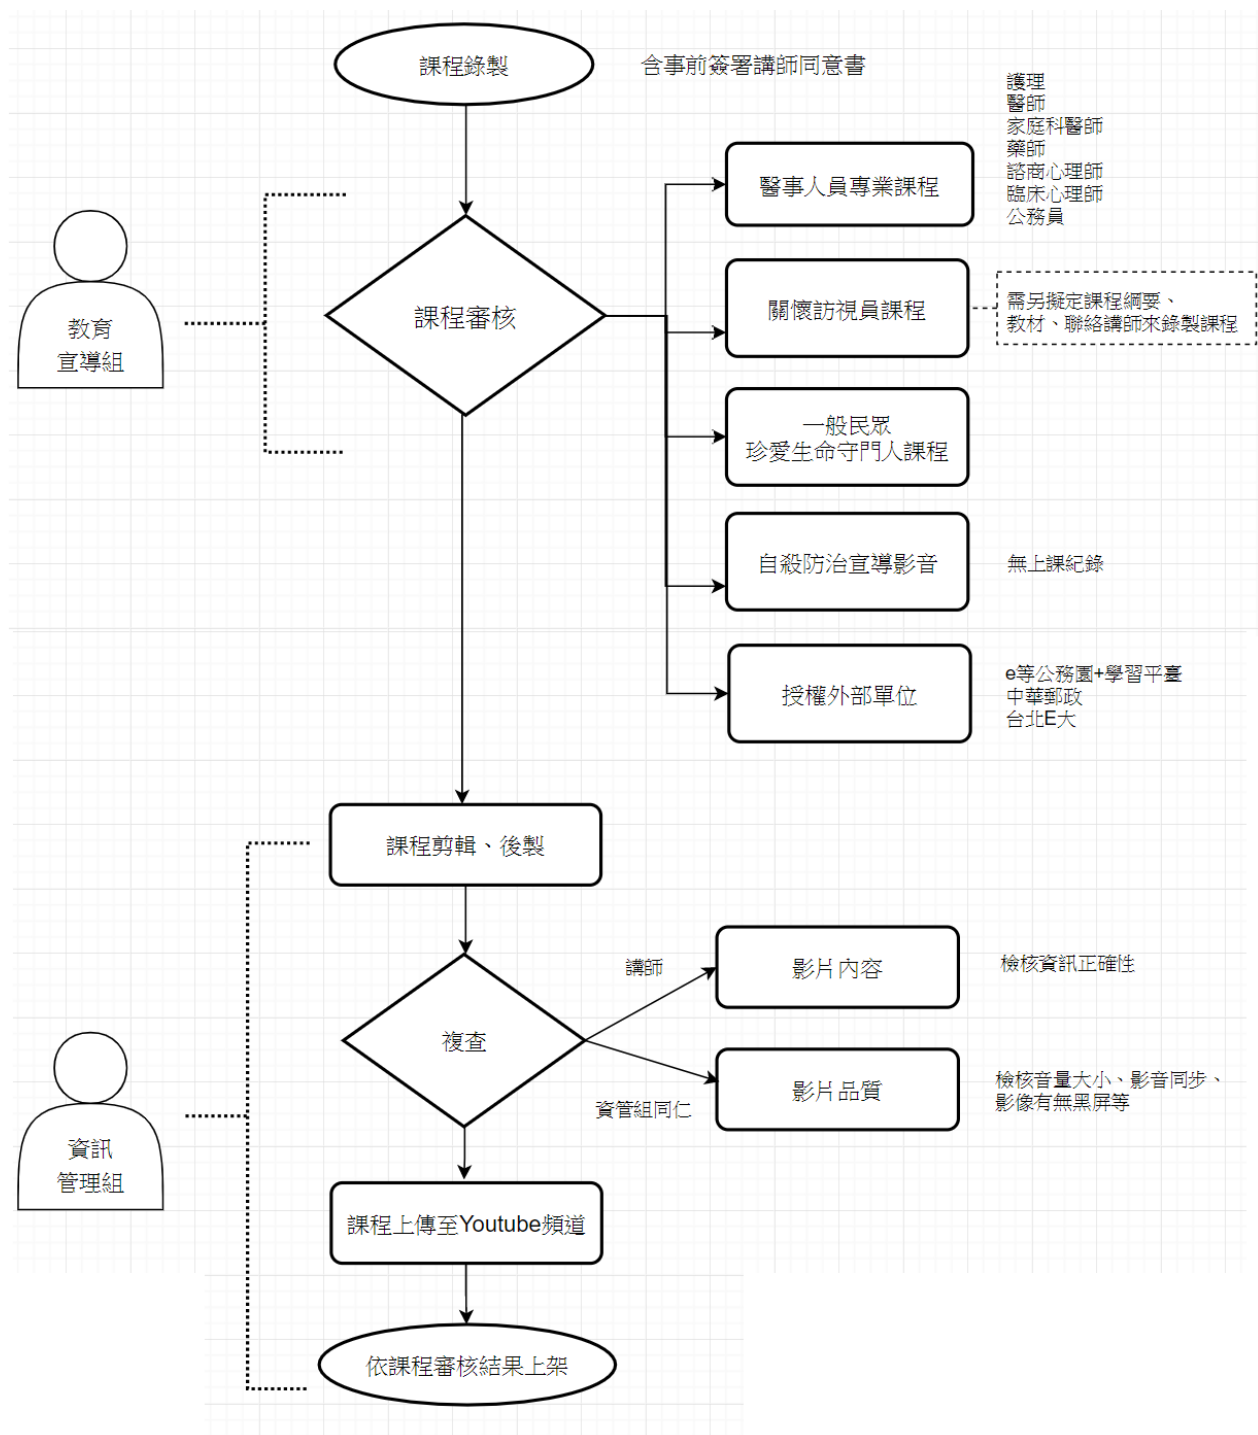 課程錄製
含事前簽署講師同意書
護理
醫師
家庭科醫師
藥師
諮商心理師
臨床心理師
公務員
醫事人員專業課程
教育
宣導組
課程審核
關懷訪視員課程
需另擬定課程綱要、
教材、聯絡講師來錄製課程
一般民眾
珍愛生命守門人課程
自殺防治宣導影音
無上課紀錄
授權外部單位
e等公務園+學習平臺
中華郵政
台北E大
課程剪輯、後製
講師
影片內容
檢核資訊正確性
複查
資管組同仁
影片品質
檢核音量大小、影音同步、
影像有無黑屏等
資訊
管理組
課程上傳至Youtube頻道
依課程審核結果上架